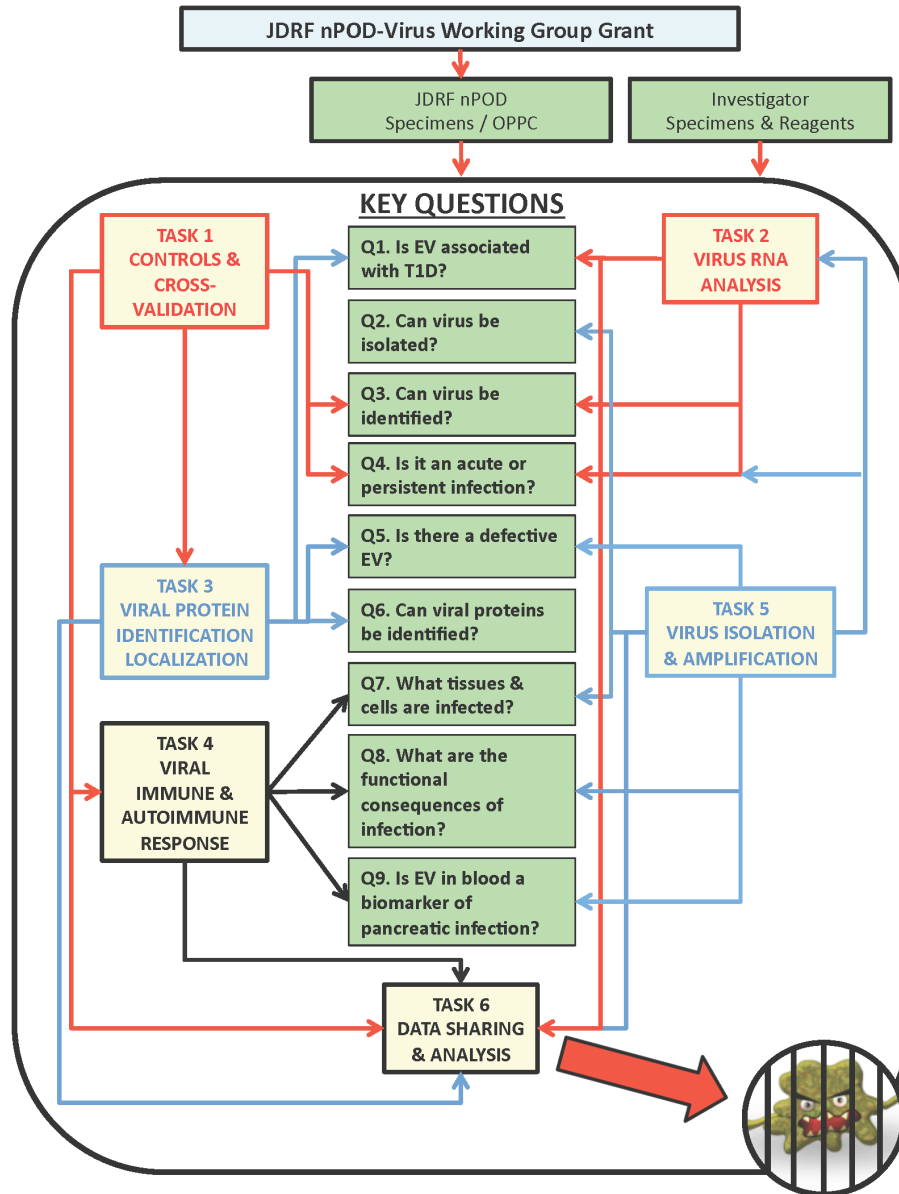 JDRF nPOD-Virus Working Group Grant
JDRF nPOD
Specimens / OPPC
Investigator
Specimens & Reagents
KEY QUESTIONS
TASK 1
CONTROLS &
CROSS-
VALIDATION
Q1. Is EV associated
with T1D?
TASK 2
VIRUS RNA
ANALYSIS
Q2. Can virus be
isolated?
Q3. Can virus be
identified?
Q4. Is it an acute or
persistent infection?
Q5. Is there a defective
EV?
TASK 3
VIRAL PROTEIN
IDENTIFICATION
LOCALIZATION
Q6. Can viral proteins
be identified?
TASK 5
VIRUS ISOLATION
& AMPLIFICATION
Q7. What tissues &
cells are infected?
TASK 4
VIRAL
IMMUNE &
AUTOIMMUNE
RESPONSE
Q8. What are the
functional
consequences of
infection?
Q9. Is EV in blood a
biomarker of
pancreatic infection?
TASK 6
DATA SHARING
& ANALYSIS